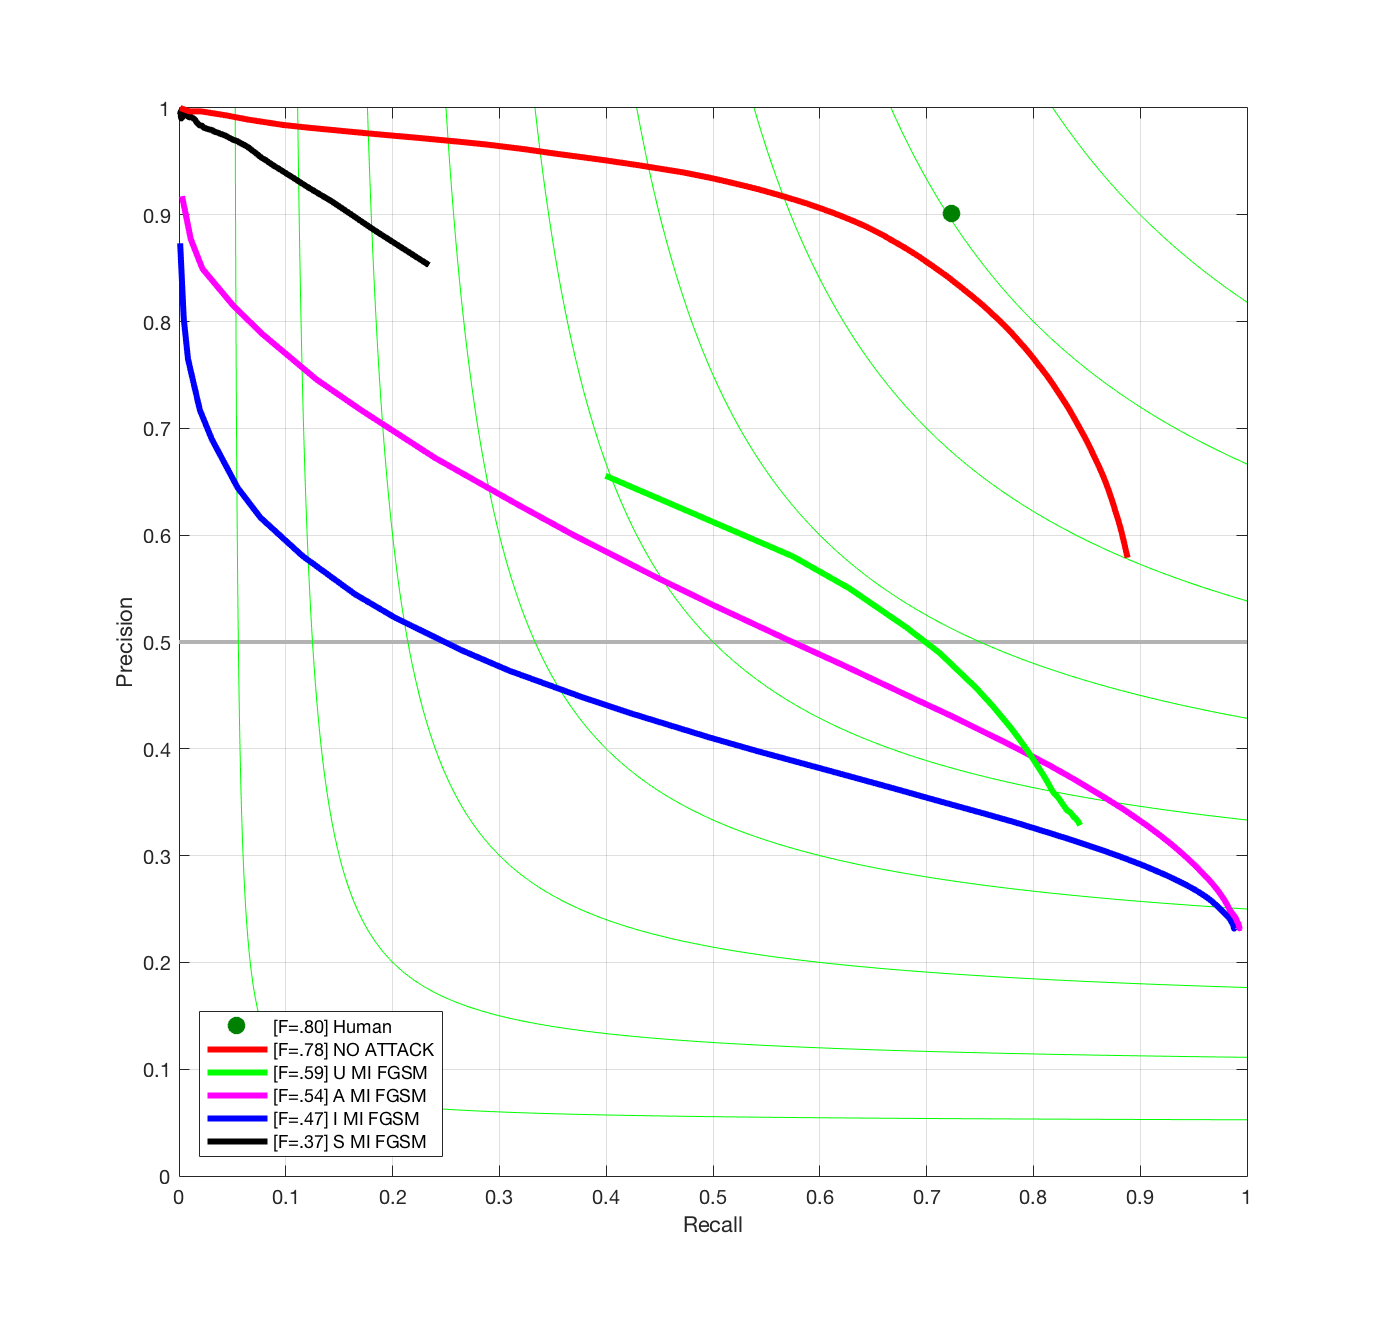 1
0.9
0.8
0.7
0.6
0.5
0.4
0.3
0.2
0.1
0
Precision
[F=.80] Human
[F=.78] NO ATTACK
[F=.59] U MI FGSM
[F=.54] A MI FGSM
[F=.47] I MI FGSM
[F=.37] S MI FGSM
0 0.1 0.2 0.3 0.4 0.5 0.6 0.7 0.8 0.9 1
Recall